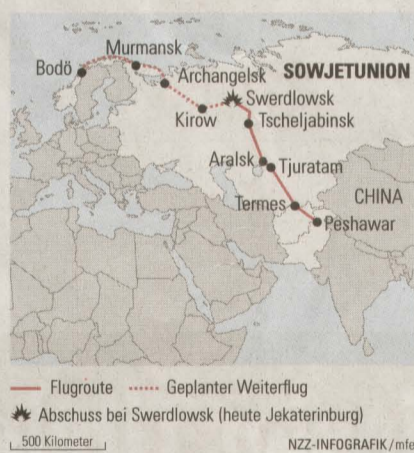 Murmansk
Bodö
Archangelsk
SOWJETUNION
Swerdlowsk
Kirow
Tscheljabinsk
Aralsk
Tjuratam
CHINA
Termes
Peshawar
Flugroute
Geplanter Weiterflug
Abschuss bei Swerdlowsk (heute Jekaterinburg)
500 Kilometer
NZZ-INFOGRAFIK/mfe